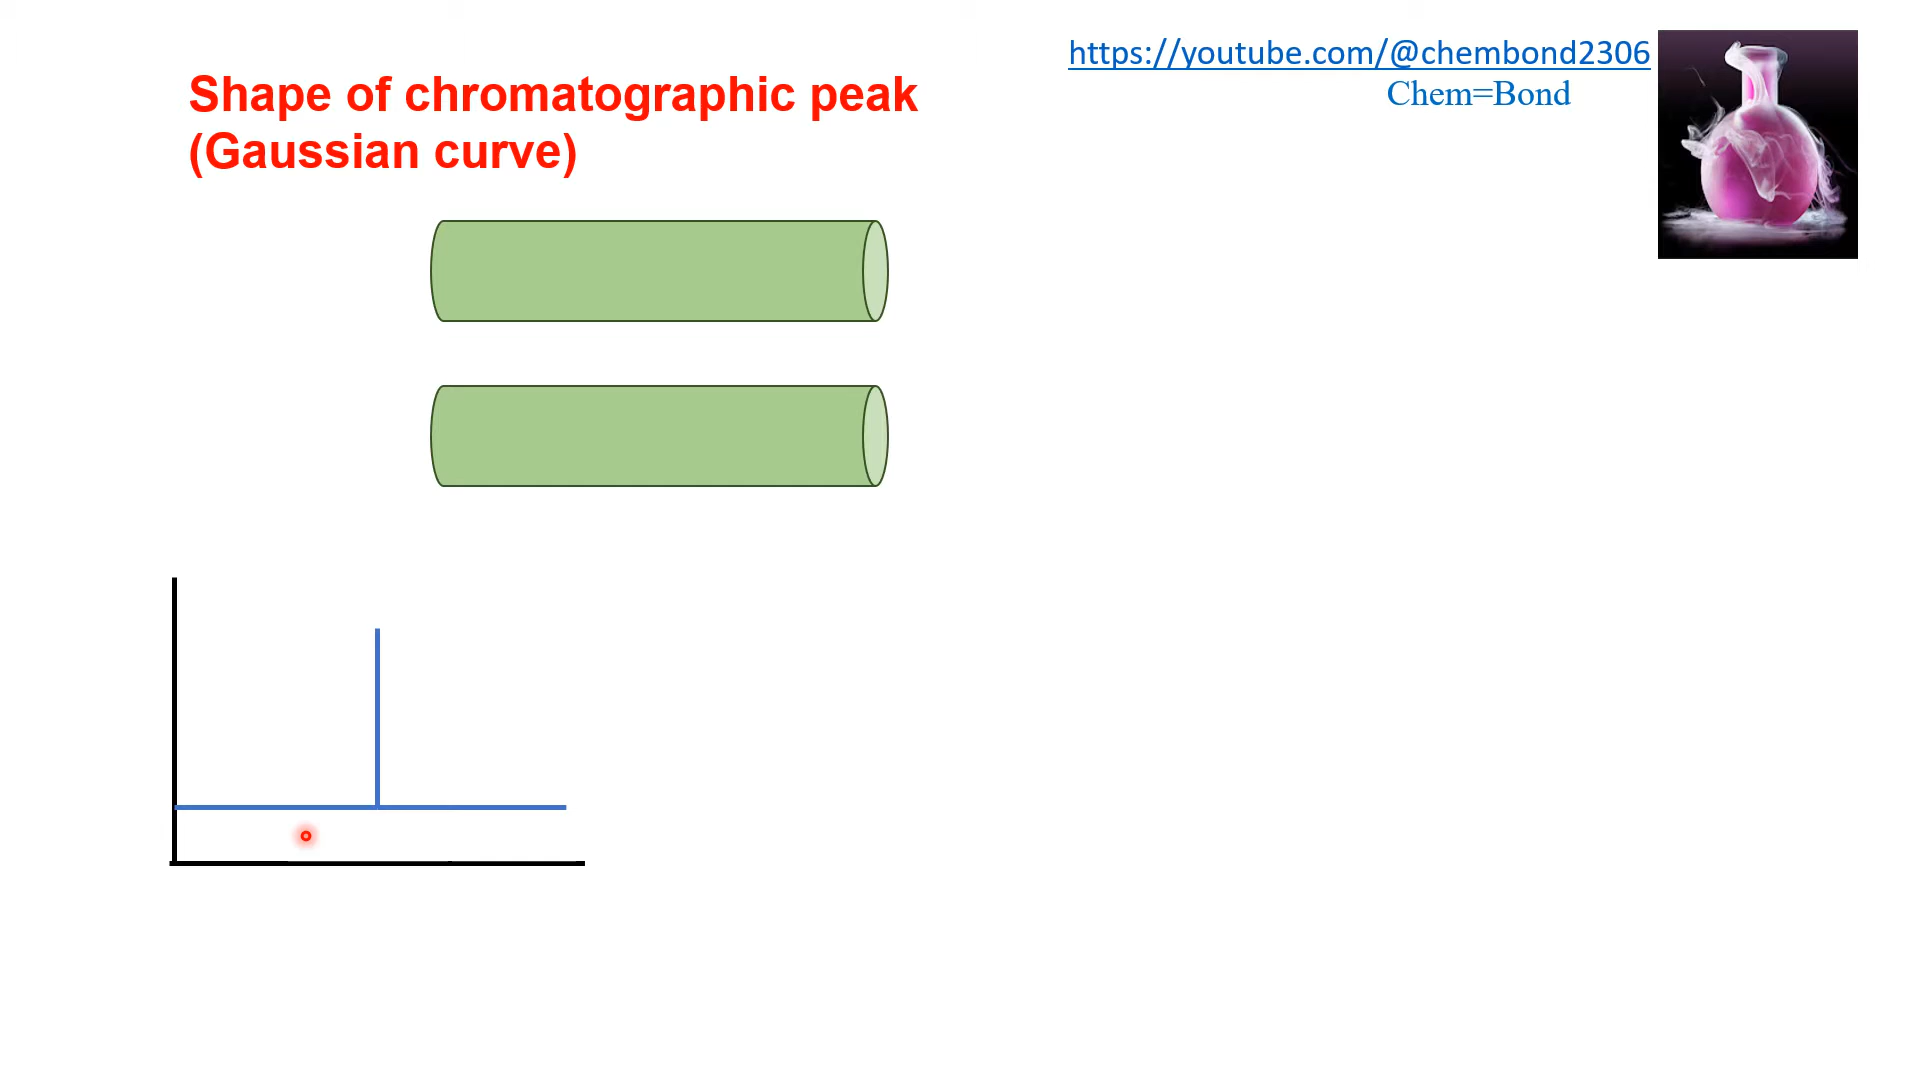 https://youtube.com/@chembond2306
Chem=Bond
Shape of chromatographic peak
(Gaussian curve)